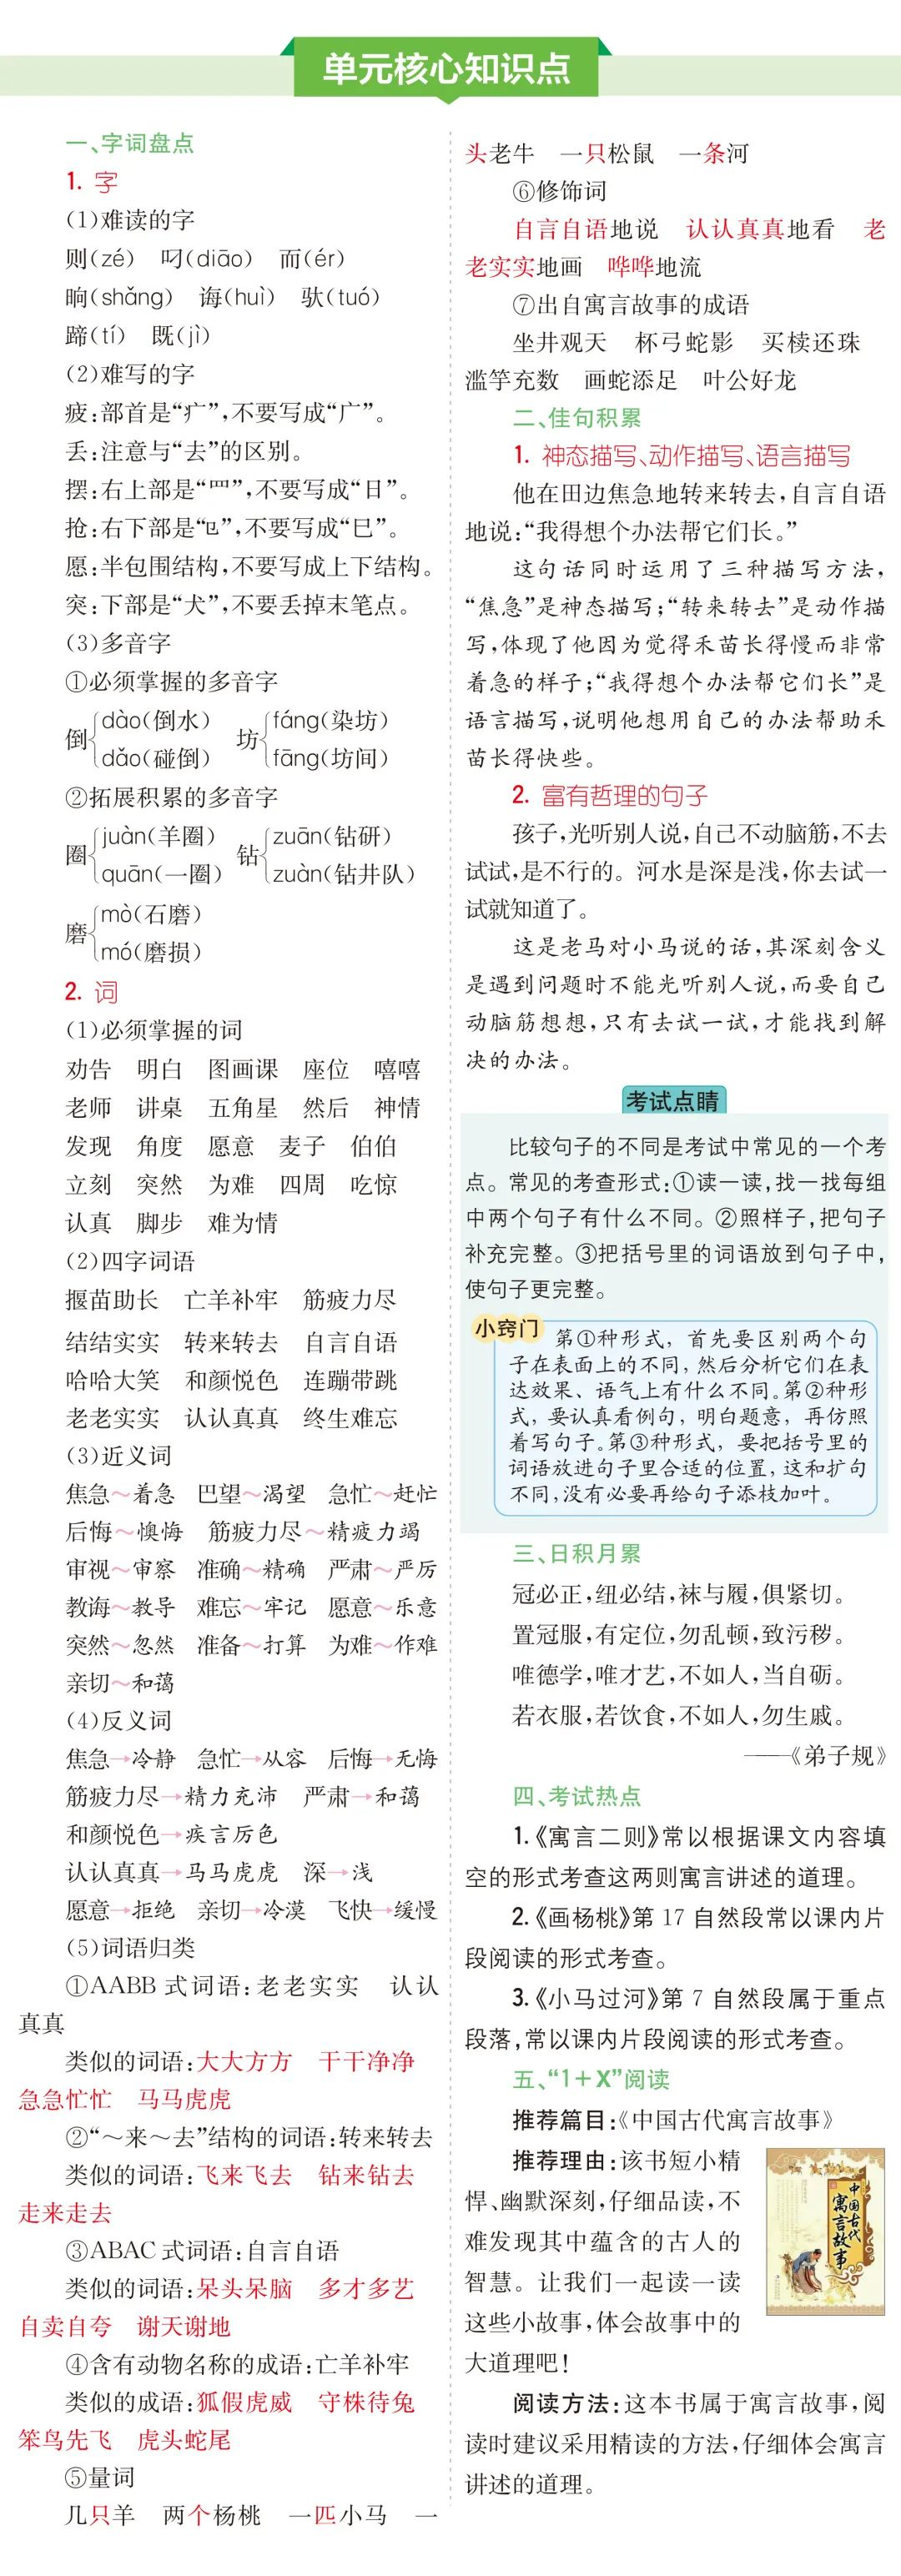 单元核心知识点
一、字词盘点
1. 字
(1)难读的字
则(zé) 叼(diāo) 而(ér)
晌(shǎng) 诲(huì) 驮(tuó)
蹄(tí) 既(jì)
(2)难写的字
疲:部首是“疒”,不要写成“广”。
丢:注意与“去”的区别。
摆:右上部是“罒”,不要写成“日”。
抢:右下部是“㔾”,不要写成“巳”。
愿:半包围结构,不要写成上下结构。
突:下部是“犬”,不要丢掉末笔点。
(3)多音字
①必须掌握的多音字
倒{dào(倒水) 坊{fáng(染坊)
dǎo(碰倒) fāng(坊间)
②拓展积累的多音字
圈{juàn(羊圈) 钻{zuān(钻研)
quān(一圈) zuàn(钻井队)
磨{mò(石磨)
mó(磨损)
2. 词
(1)必须掌握的词
劝告 明白 图画课 座位 嘻嘻
老师 讲桌 五角星 然后 神情
发现 角度 愿意 麦子 伯伯
立刻 突然 为难 四周 吃惊
认真 脚步 难为情
(2)四字词语
揠苗助长 亡羊补牢 筋疲力尽
结结实实 转来转去 自言自语
哈哈大笑 和颜悦色 连蹦带跳
老老实实 认认真真 终生难忘
(3)近义词
焦急～着急 巴望～渴望 急忙～赶忙
后悔～懊悔 筋疲力尽～精疲力竭
审视～审察 准确～精确 严肃～严厉
教诲～教导 难忘～牢记 愿意～乐意
突然～忽然 准备～打算 为难～作难
亲切～和蔼
(4)反义词
焦急→冷静 急忙→从容 后悔→无悔
筋疲力尽→精力充沛 严肃→和蔼
和颜悦色→疾言厉色
认认真真→马马虎虎 深→浅
愿意→拒绝 亲切→冷漠 飞快→缓慢
(5)词语归类
①AABB 式词语:老老实实 认认
真真
类似的词语:大大方方 干干净净
急急忙忙 马马虎虎
②“～来～去”结构的词语:转来转去
类似的词语:飞来飞去 钻来钻去
走来走去
③ABAC 式词语:自言自语
类似的词语:呆头呆脑 多才多艺
自卖自夸 谢天谢地
④含有动物名称的成语:亡羊补牢
类似的成语:狐假虎威 守株待兔
笨鸟先飞 虎头蛇尾
⑤量词
几只羊 两个杨桃 一匹小马 一
头老牛 一只松鼠 一条河
⑥修饰词
自言自语地说 认认真真地看 老
老实实地画 哗哗地流
⑦出自寓言故事的成语
坐井观天 杯弓蛇影 买椟还珠
滥竽充数 画蛇添足 叶公好龙
二、佳句积累
1. 神态描写、动作描写、语言描写
他在田边焦急地转来转去,自言自语
地说:“我得想个办法帮它们长。”
这句话同时运用了三种描写方法,
“焦急”是神态描写;“转来转去”是动作描
写,体现了他因为觉得禾苗长得慢而非常
着急的样子;“我得想个办法帮它们长”是
语言描写,说明他想用自己的办法帮助禾
苗长得快些。
2. 富有哲理的句子
孩子,光听别人说,自己不动脑筋,不去
试试,是不行的。河水是深是浅,你去试一
试就知道了。
这是老马对小马说的话,其深刻含义
是遇到问题时不能光听别人说,而要自己
动脑筋想想,只有去试一试,才能找到解
决的办法。
考试点睛
比较句子的不同是考试中常见的一个考
点。常见的考查形式:①读一读,找一找每组
中两个句子有什么不同。②照样子,把句子
补充完整。③把括号里的词语放到句子中,
使句子更完整。
小窍门
第①种形式, 首先要区别两个句
子在表面上的不同,然后分析它们在表
达效果、语气上有什么不同。第②种形
式, 要认真看例句, 明白题意, 再仿照
着写句子。第③种形式, 要把括号里的
词语放进句子里合适的位置, 这和扩句
不同,没有必要再给句子添枝加叶。
三、日积月累
冠必正,纽必结,袜与履,俱紧切。
置冠服,有定位,勿乱顿,致污秽。
唯德学,唯才艺,不如人,当自砺。
若衣服,若饮食,不如人,勿生戚。
——《弟子规》
四、考试热点
1.《寓言二则》常以根据课文内容填
空的形式考查这两则寓言讲述的道理。
2.《画杨桃》第 17 自然段常以课内片
段阅读的形式考查。
3.《小马过河》第 7 自然段属于重点
段落,常以课内片段阅读的形式考查。
五、“1+X”阅读
推荐篇目:《中国古代寓言故事》
推荐理由:该书短小精
悍、幽默深刻,仔细品读,不
难发现其中蕴含的古人的
智慧。让我们一起读一读
这些小故事,体会故事中的
大道理吧!
中国古代
寓言故事
阅读方法:这本书属于寓言故事,阅
读时建议采用精读的方法,仔细体会寓言
讲述的道理。